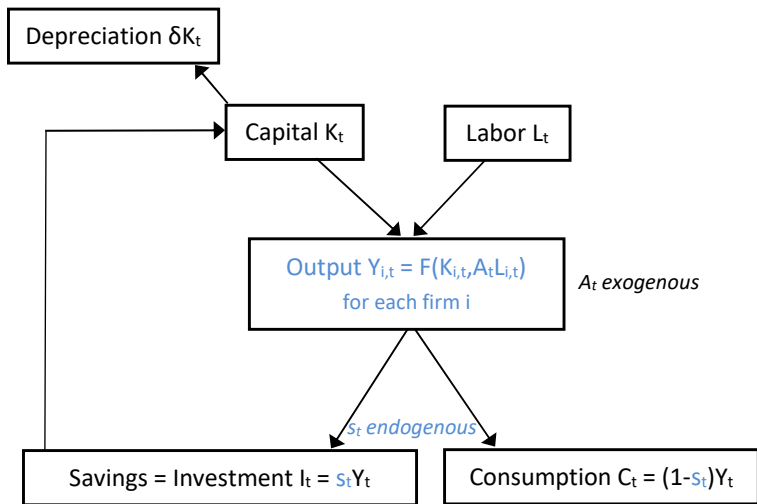 Depreciation δKₜ
Capital Kₜ
Labor Lₜ
Output Yᵢ,ₜ = F(Kᵢ,ₜ,AₜLᵢ,ₜ)
for each firm i
Aₜ exogenous
sₜ endogenous
Savings = Investment Iₜ = sₜYₜ
Consumption Cₜ = (1-sₜ)Yₜ